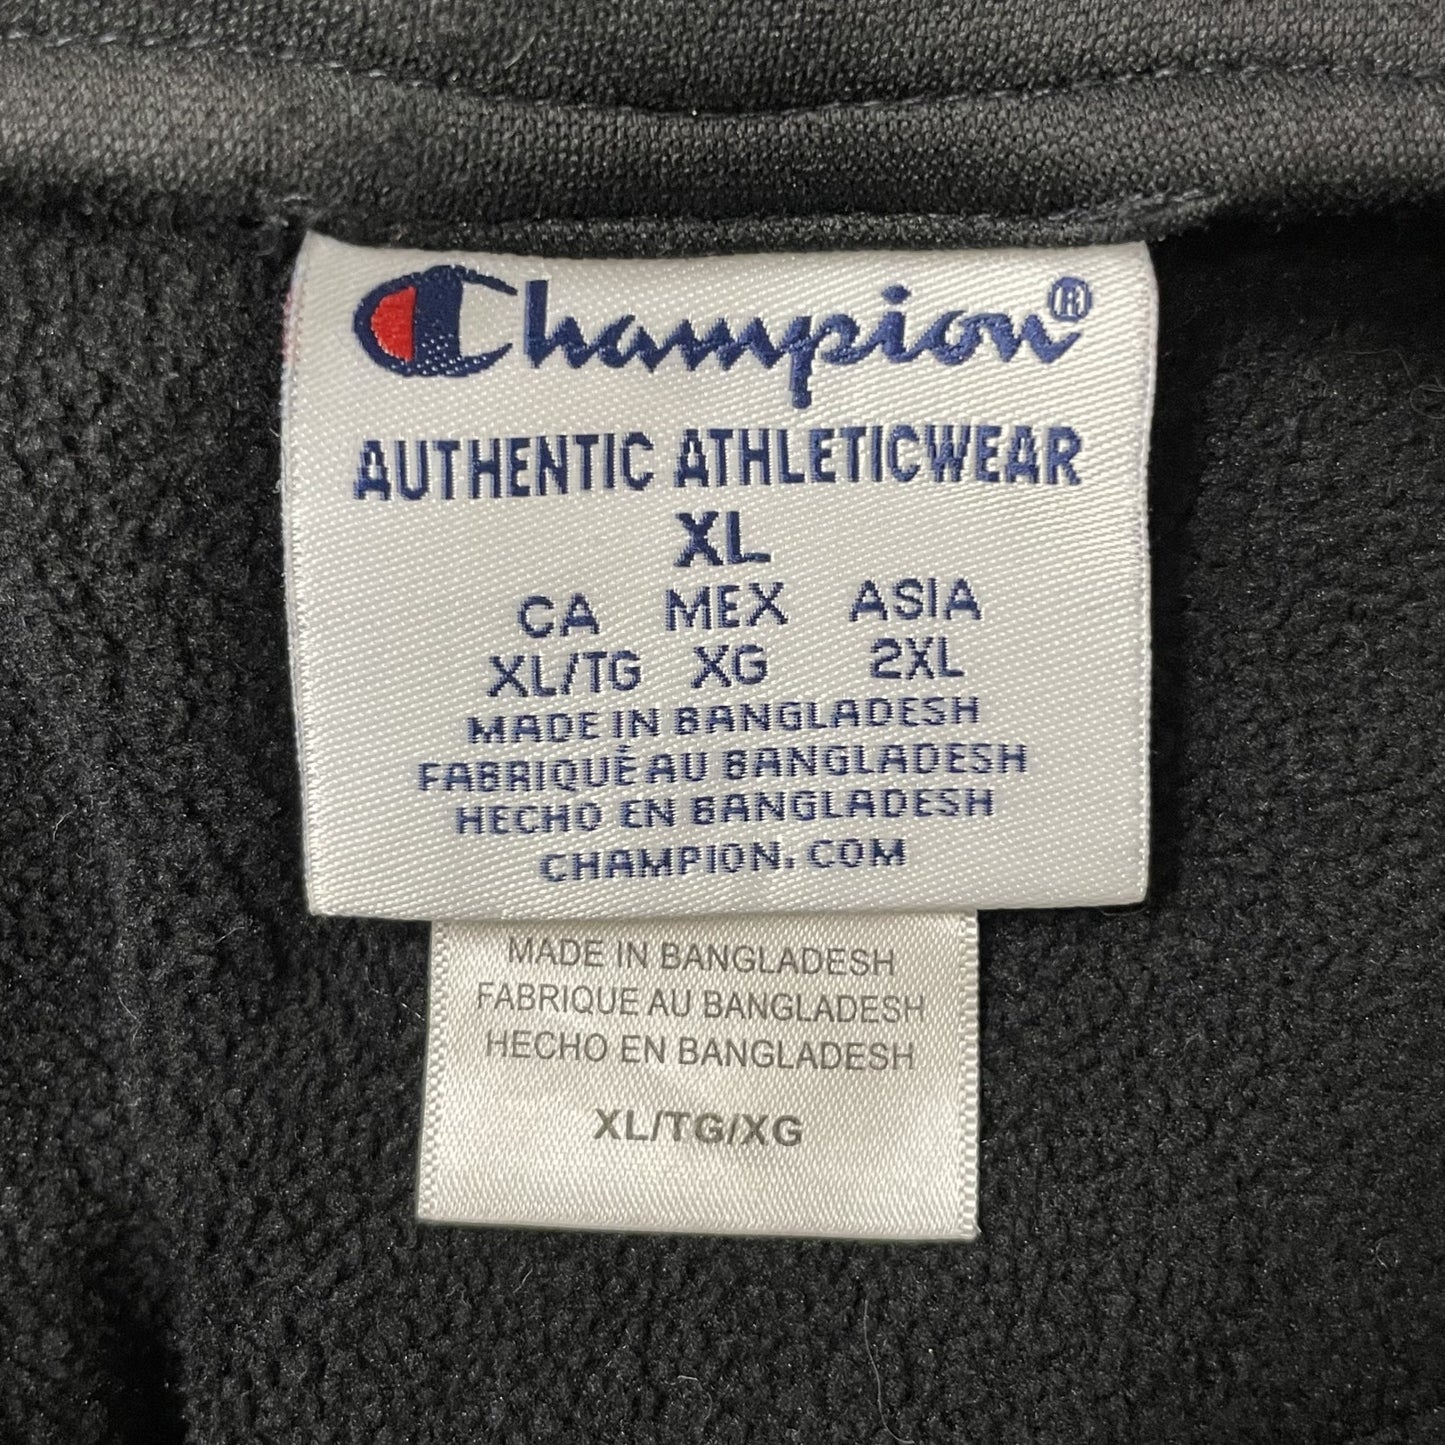 Champion®
AUTHENTIC ATHLETICWEAR
XL
CA MEX ASIA
XL/TG XG 2XL
MADE IN BANGLADESH
FABRIQUÉ AU BANGLADESH
HECHO EN BANGLADESH
CHAMPION.COM
MADE IN BANGLADESH
FABRIQUE AU BANGLADESH
HECHO EN BANGLADESH
XL/TG/XG